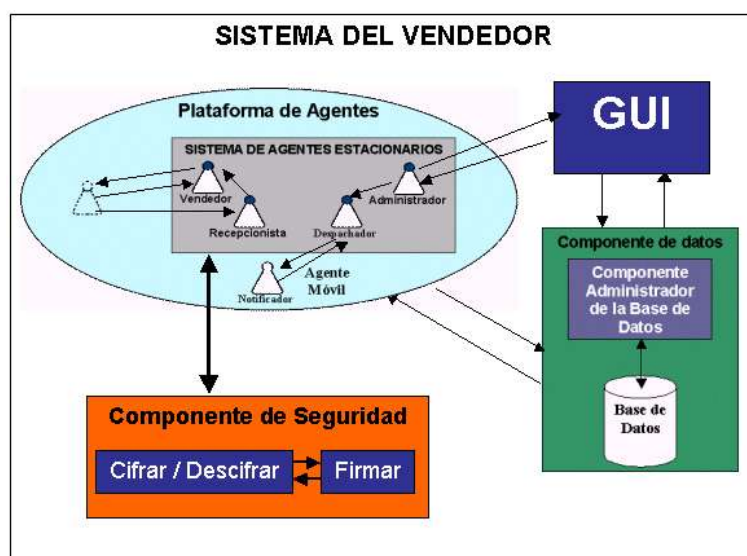 SISTEMA DEL VENDEDOR
Plataforma de Agentes
GUI
SISTEMA DE AGENTES ESTACIONARIOS
Vendedor
Administrador
Recepcionista
Despachador
Agente
Móvil
Notificador
Componente de datos
Componente
Administrador
de la Base de
Datos
Base de
Datos
Componente de Seguridad
Cifrar / Descifrar
Firmar